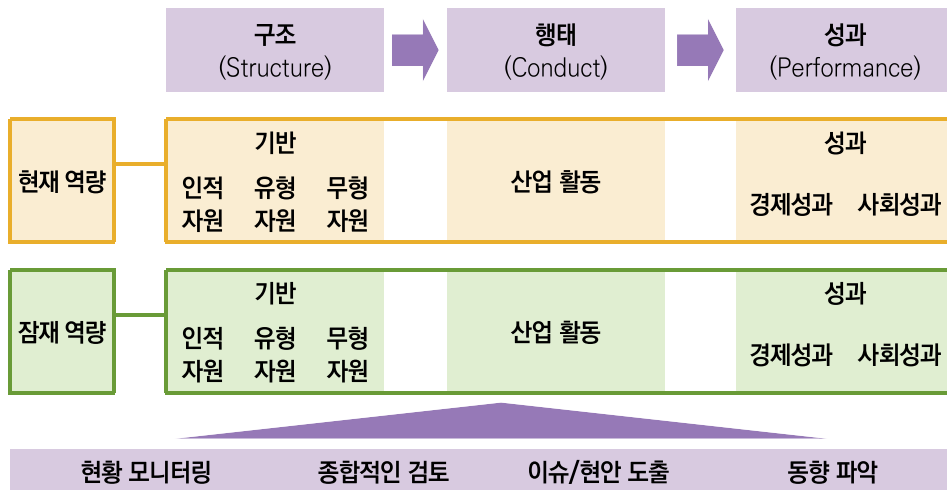 구조
(Structure)
행태
(Conduct)
성과
(Performance)
현재 역량
기반
인적 유형 무형
자원 자원 자원
산업 활동
성과
경제성과 사회성과
잠재 역량
기반
인적 유형 무형
자원 자원 자원
산업 활동
성과
경제성과 사회성과
현황 모니터링 종합적인 검토 이슈/현안 도출 동향 파악